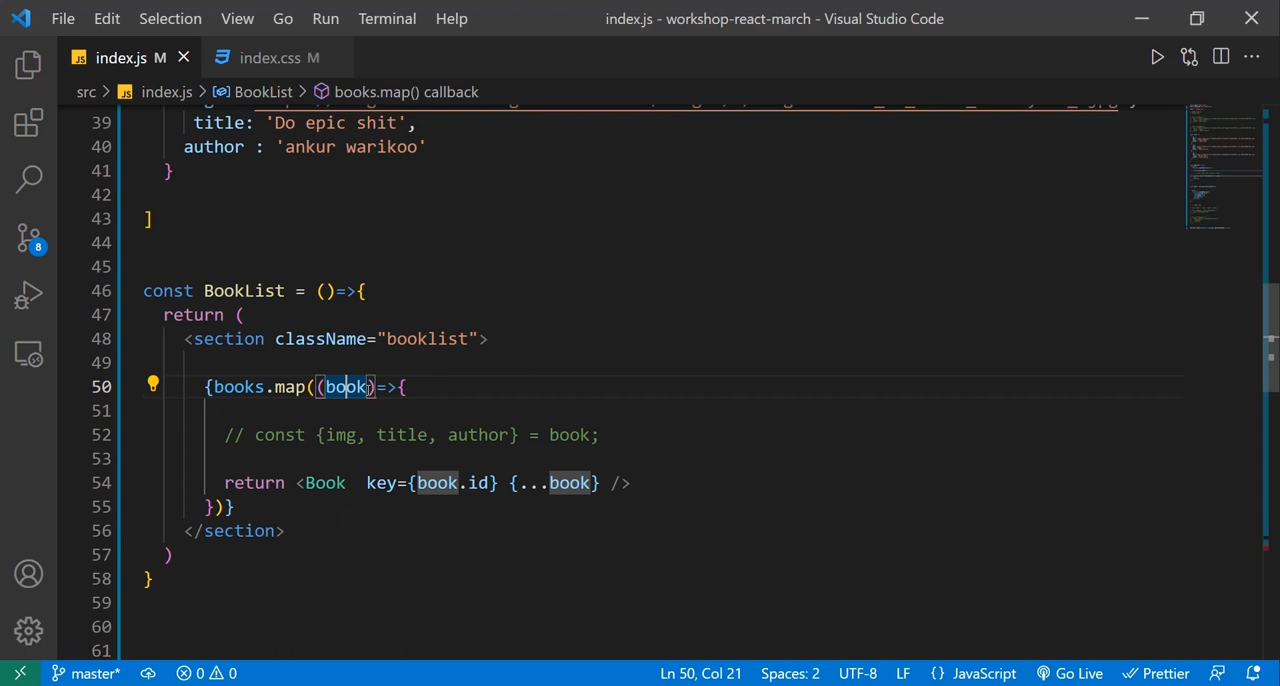 File Edit Selection View Go Run Terminal Help index.js - workshop-react-march - Visual Studio Code
index.js M index.css M
src > index.js > BookList > books.map() callback
39 title: 'Do epic shit',
40 author : 'ankur warikoo'
41 }
42
43 ]
44
45
46 const BookList = ()=>{
47 return (
48 <section className="booklist">
49
50 {books.map((book)=>{
51
52 // const {img, title, author} = book;
53
54 return <Book  key={book.id} {...book} />
55 })}
56 </section>
57 )
58 }
59
60
61
8
master* 0 0 Ln 50, Col 21 Spaces: 2 UTF-8 LF {} JavaScript Go Live Prettier